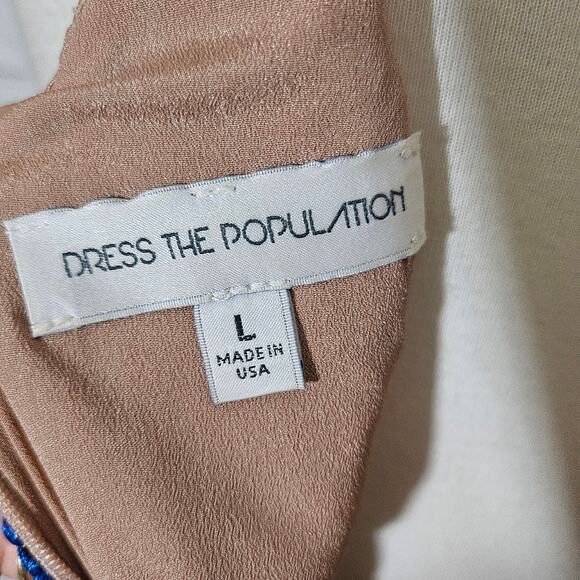 DRESS THE POPULATION
L
MADE IN
USA